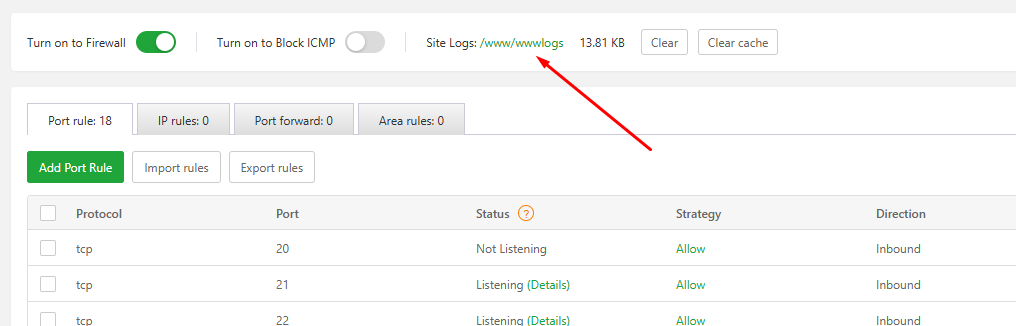 Turn on to Firewall Turn on to Block ICMP Site Logs: /www/wwwlogs 13.81 KB Clear Clear cache
Port rule: 18 IP rules: 0 Port forward: 0 Area rules: 0
Add Port Rule Import rules Export rules
Protocol Port Status ? Strategy Direction
tcp 20 Not Listening Allow Inbound
tcp 21 Listening (Details) Allow Inbound
tcp 22 Listening (Details) Allow Inbound